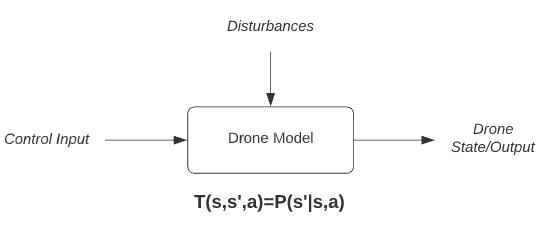 Disturbances
Control Input
Drone Model
Drone
State/Output
T(s,s',a)=P(s'|s,a)